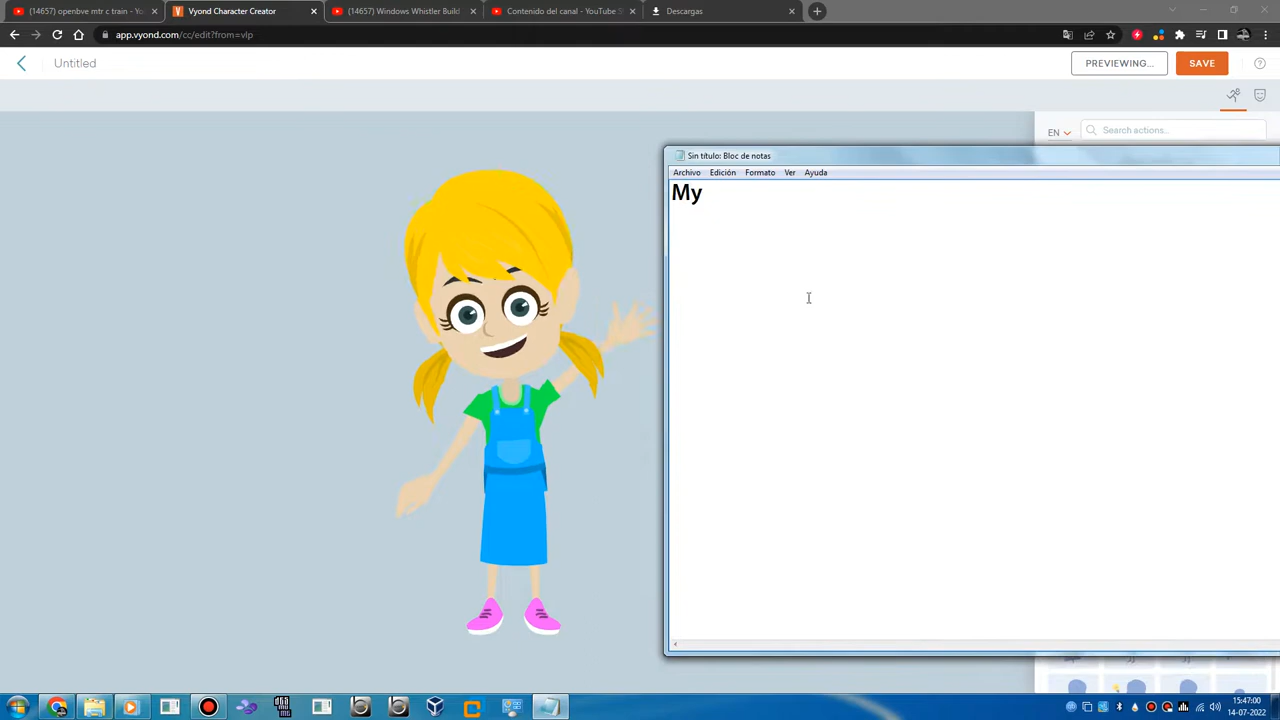 (14657) openbve mtr c train - Yo
Vyond Character Creator
(14657) Windows Whistler Build
Contenido del canal - YouTube S
Descargas
app.vyond.com/cc/edit?from=vlp
Untitled
PREVIEWING...
SAVE
EN
Search actions...
Sin título: Bloc de notas
Archivo Edición Formato Ver Ayuda
My
15:47:00
14-07-2022